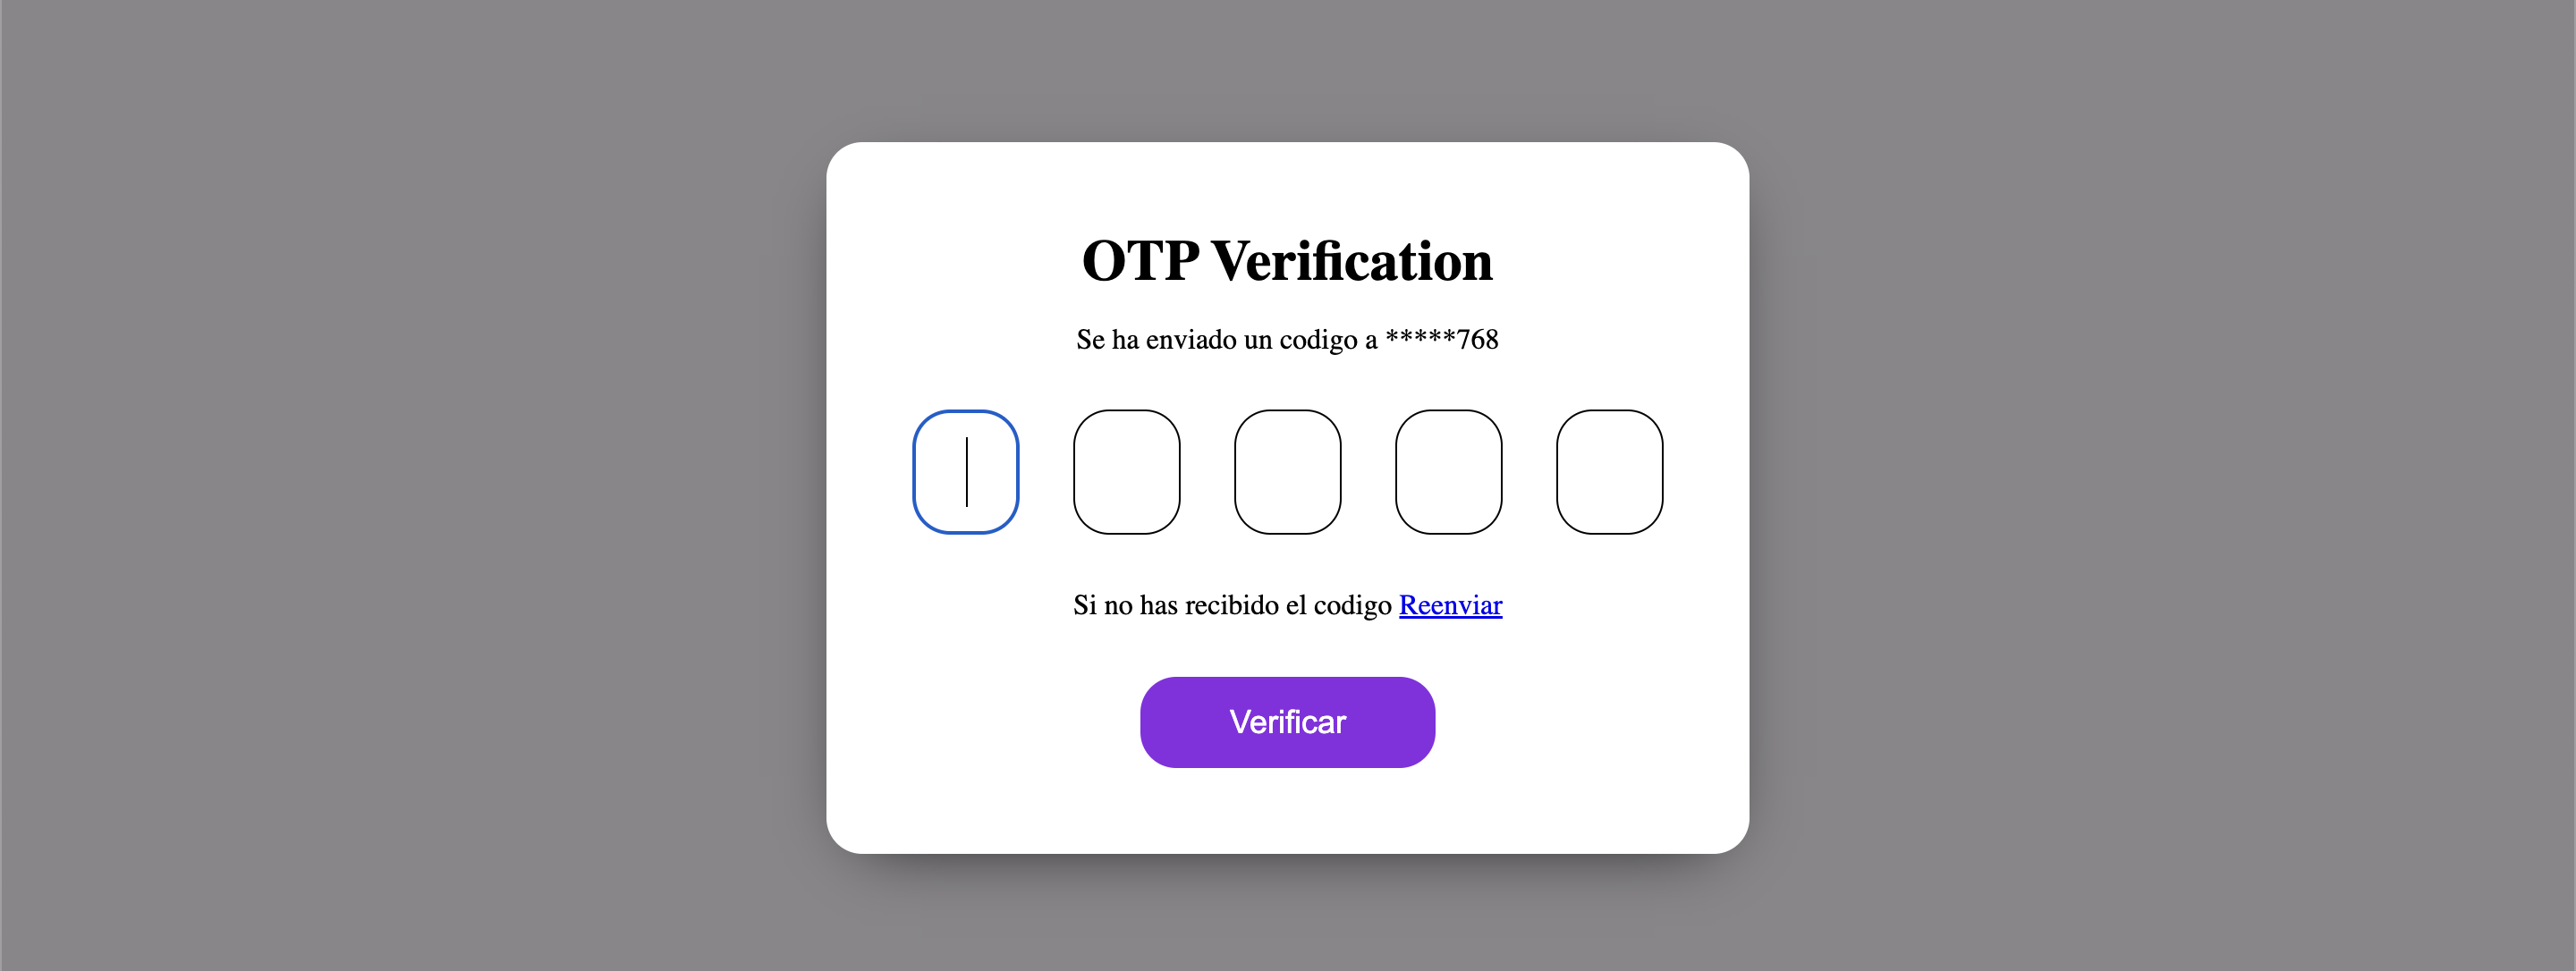 OTP Verification
Se ha enviado un codigo a *****768
Si no has recibido el codigo Reenviar
Verificar